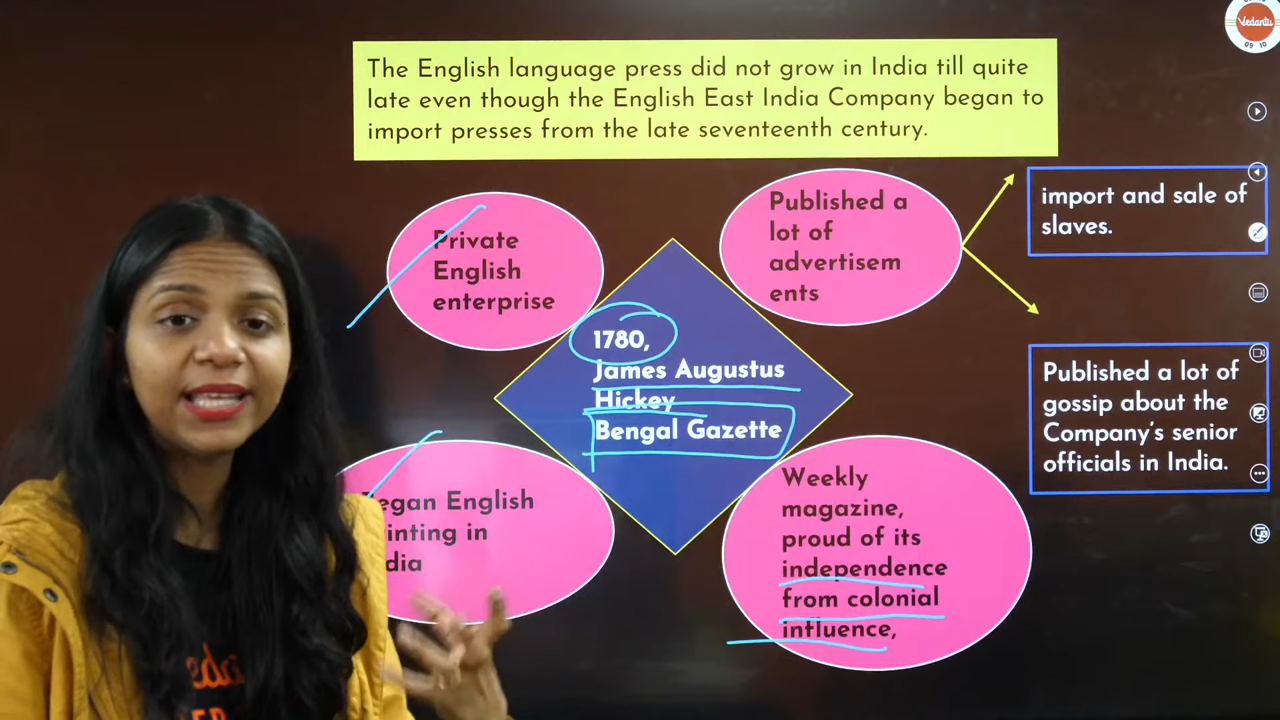 Vedantu
09 10
The English language press did not grow in India till quite
late even though the English East India Company began to
import presses from the late seventeenth century.
Private
English
enterprise
Published a
lot of
advertisem
ents
import and sale of
slaves.
1780,
James Augustus
Hickey
Bengal Gazette
Published a lot of
gossip about the
Company's senior
officials in India.
egan English
inting in
dia
Weekly
magazine,
proud of its
independence
from colonial
influence,